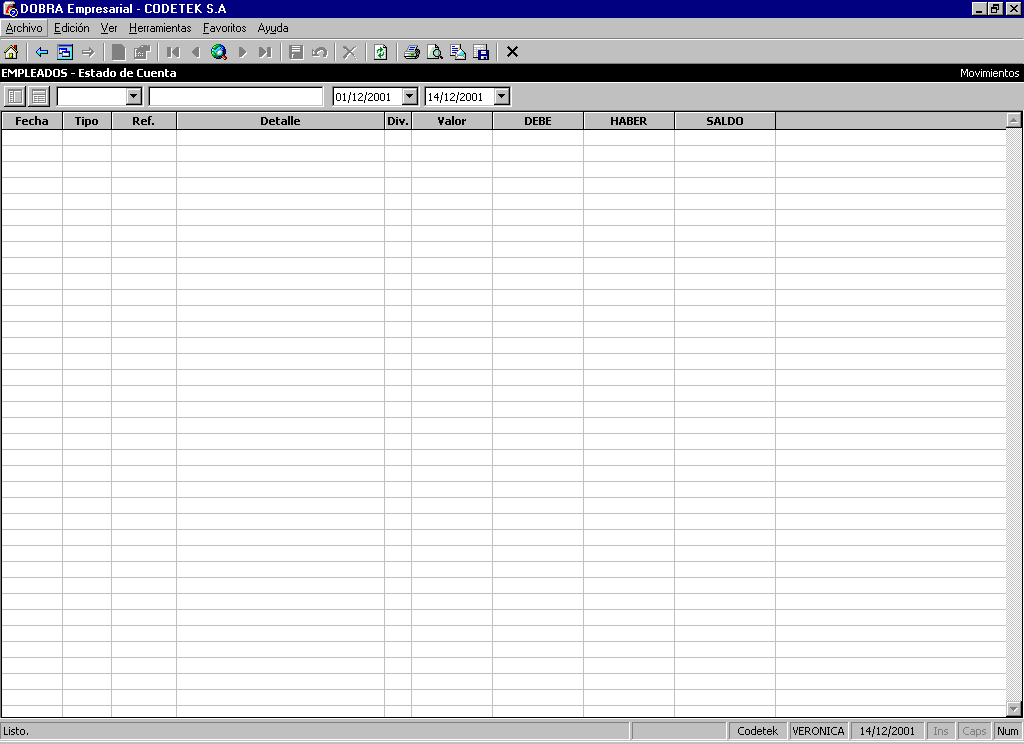 DOBRA Empresarial - CODETEK S.A
Archivo Edición Ver Herramientas Favoritos Ayuda
EMPLEADOS - Estado de Cuenta Movimientos
01/12/2001 14/12/2001
Fecha Tipo Ref. Detalle Div. Valor DEBE HABER SALDO
Listo. Codetek VERONICA 14/12/2001 Ins Caps Num